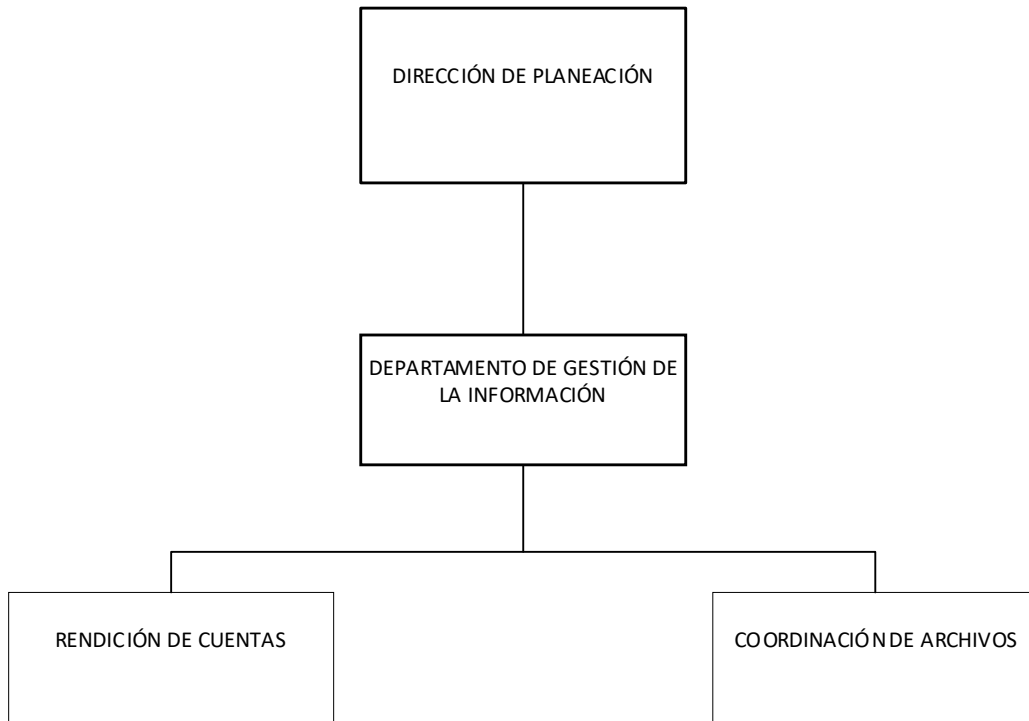 DIRECCIÓN DE PLANEACIÓN
DEPARTAMENTO DE GESTIÓN DE
LA INFORMACIÓN
RENDICIÓN DE CUENTAS
COORDINACIÓN DE ARCHIVOS